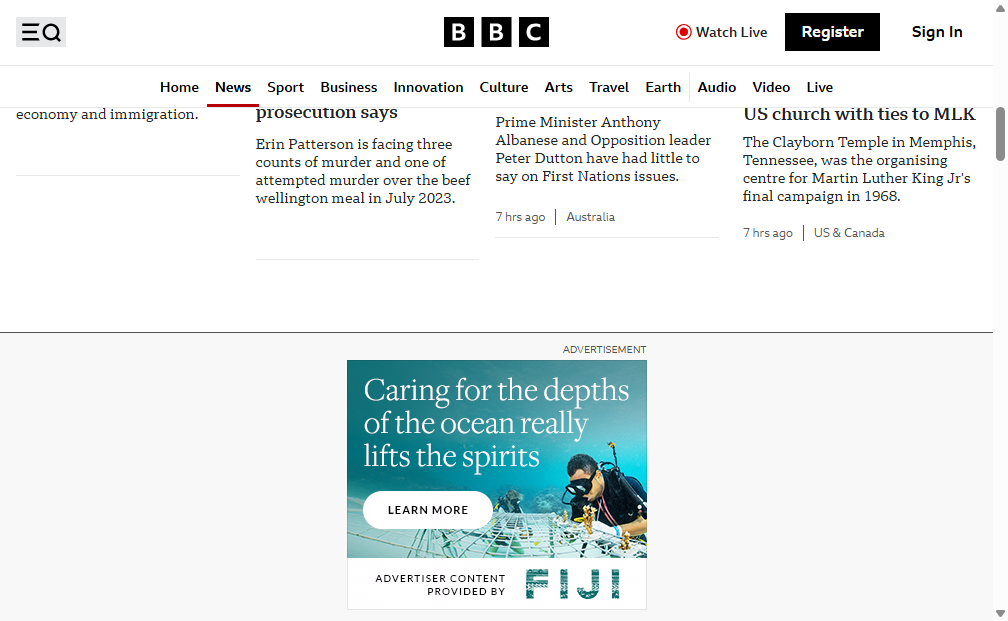 BBC
Watch Live
Register
Sign In
Home
News
Sport
Business
Innovation
Culture
Arts
Travel
Earth
Audio
Video
Live
economy and immigration.
prosecution says
Erin Patterson is facing three
counts of murder and one of
attempted murder over the beef
wellington meal in July 2023.
Prime Minister Anthony
Albanese and Opposition leader
Peter Dutton have had little to
say on First Nations issues.
7 hrs ago
Australia
US church with ties to MLK
The Clayborn Temple in Memphis,
Tennessee, was the organising
centre for Martin Luther King Jr's
final campaign in 1968.
7 hrs ago
US & Canada
ADVERTISEMENT
Caring for the depths
of the ocean really
lifts the spirits
LEARN MORE
ADVERTISER CONTENT
PROVIDED BY
FIJI